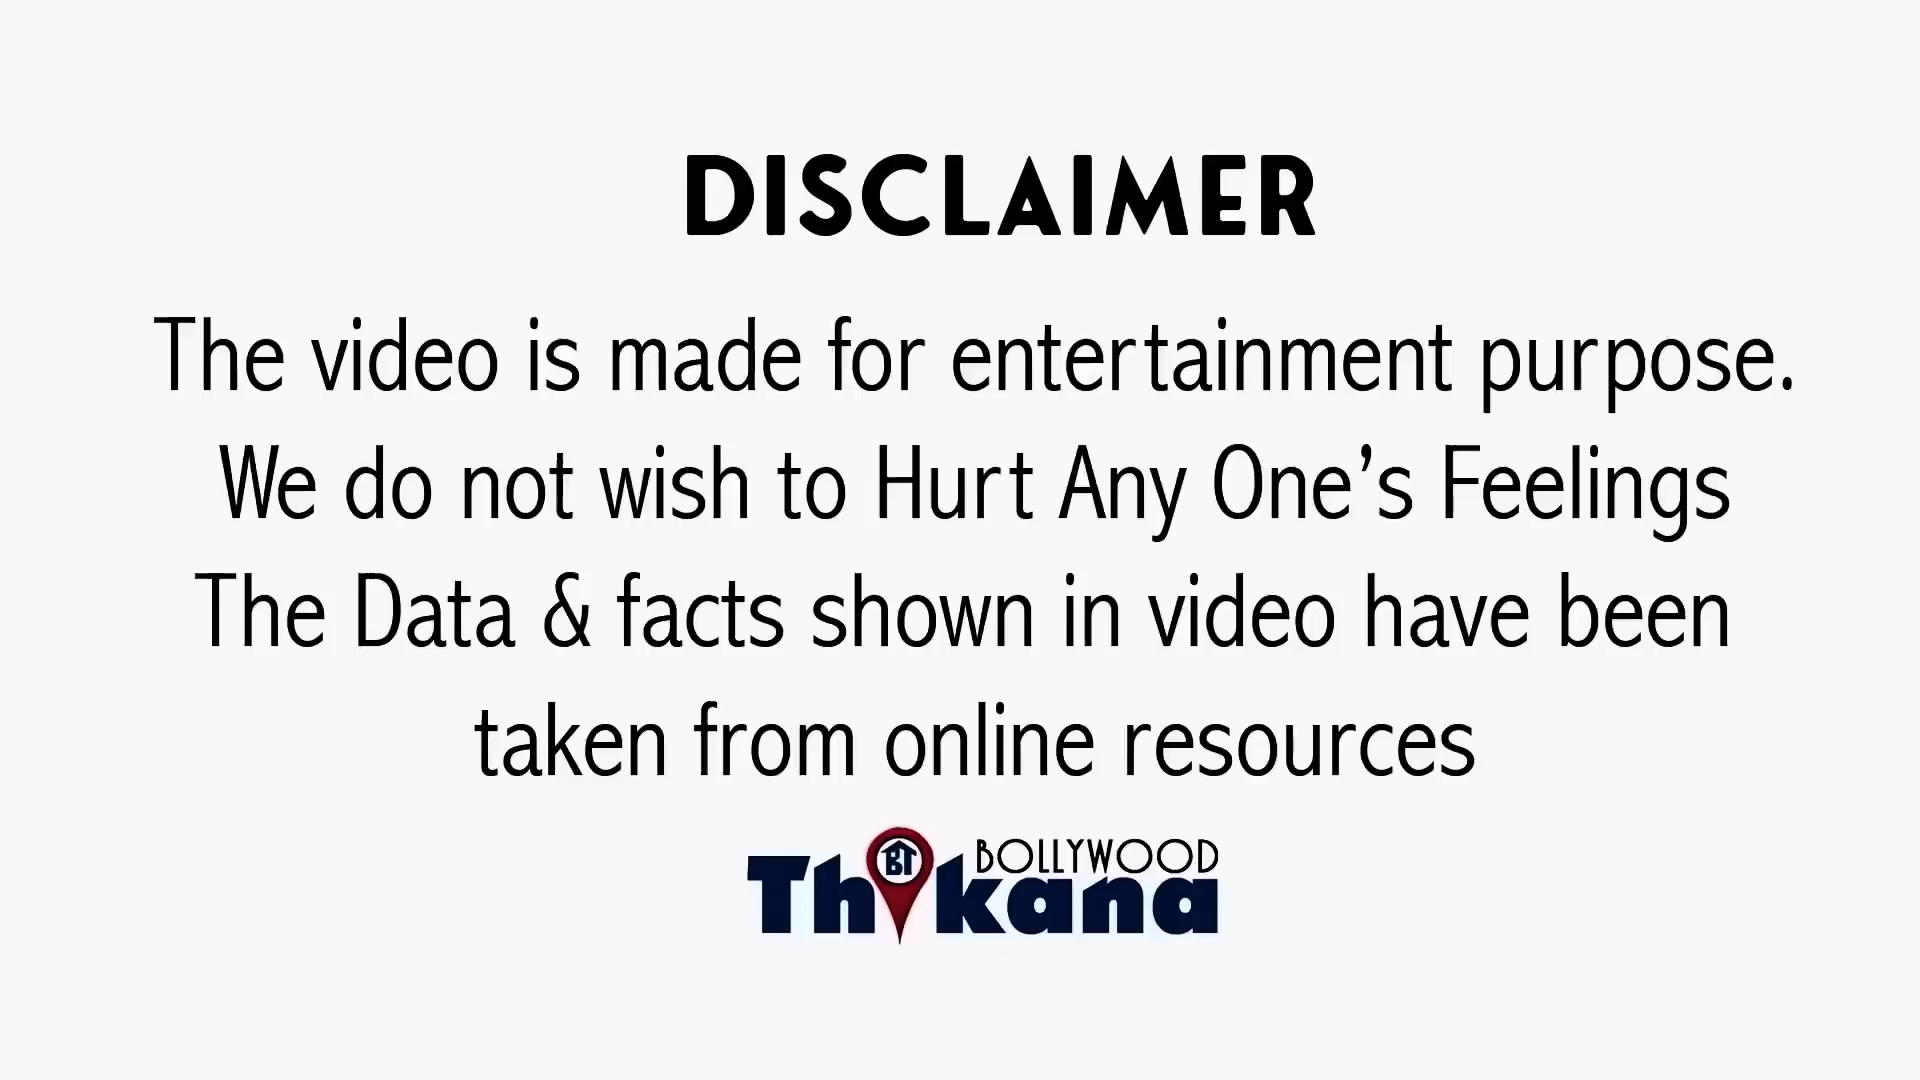 DISCLAIMER
The video is made for entertainment purpose.
We do not wish to Hurt Any One’s Feelings
The Data & facts shown in video have been
taken from online resources
BT
BOLLYWOOD
Thikana